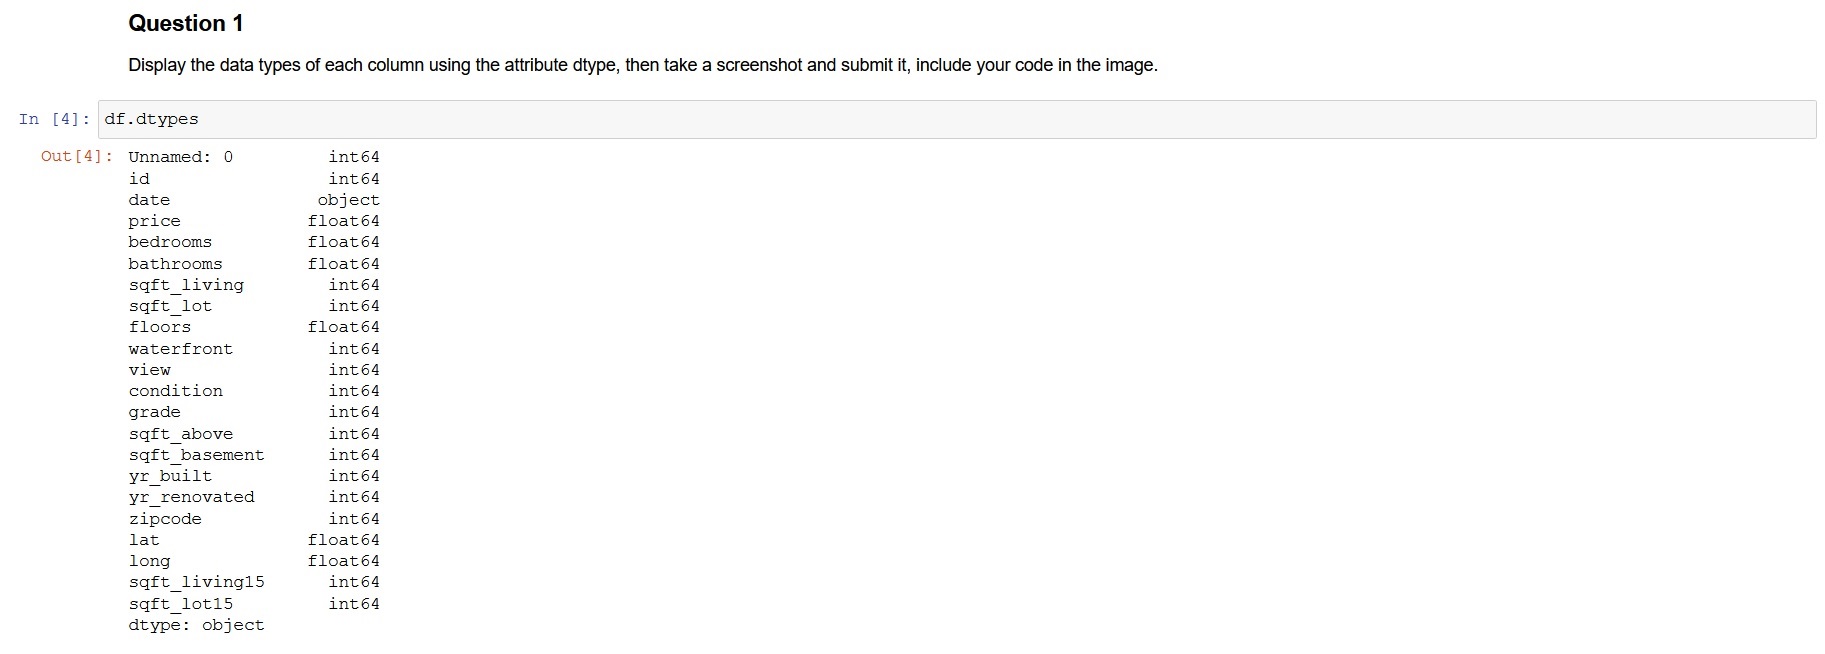 Question 1
Display the data types of each column using the attribute dtype, then take a screenshot and submit it, include your code in the image.
In [4]: df.dtypes
Out[4]: Unnamed: 0 int64
id int64
date object
price float64
bedrooms float64
bathrooms float64
sqft_living int64
sqft_lot int64
floors float64
waterfront int64
view int64
condition int64
grade int64
sqft_above int64
sqft_basement int64
yr_built int64
yr_renovated int64
zipcode int64
lat float64
long float64
sqft_living15 int64
sqft_lot15 int64
dtype: object